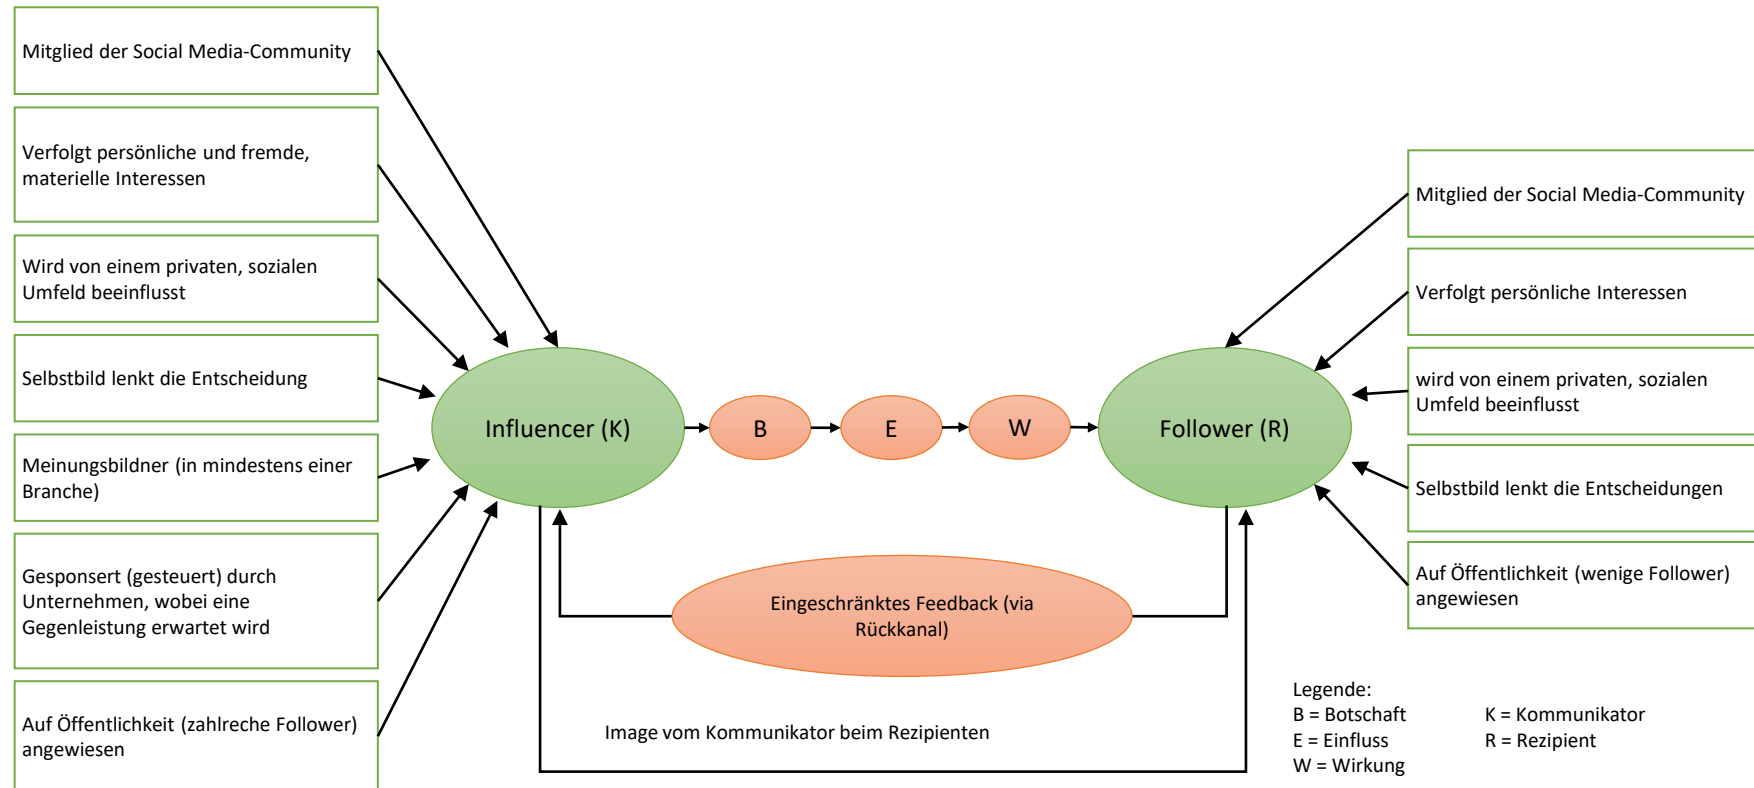 Mitglied der Social Media-Community
Verfolgt persönliche und fremde,
materielle Interessen
Wird von einem privaten, sozialen
Umfeld beeinflusst
Selbstbild lenkt die Entscheidung
Meinungsbildner (in mindestens einer
Branche)
Gesponsert (gesteuert) durch
Unternehmen, wobei eine
Gegenleistung erwartet wird
Auf Öffentlichkeit (zahlreche Follower)
angewiesen
Influencer (K)
B
E
W
Follower (R)
Eingeschränktes Feedback (via
Rückkanal)
Image vom Kommunikator beim Rezipienten
Mitglied der Social Media-Community
Verfolgt persönliche Interessen
wird von einem privaten, sozialen
Umfeld beeinflusst
Selbstbild lenkt die Entscheidungen
Auf Öffentlichkeit (wenige Follower)
angewiesen
Legende:
B = Botschaft K = Kommunikator
E = Einfluss R = Rezipient
W = Wirkung